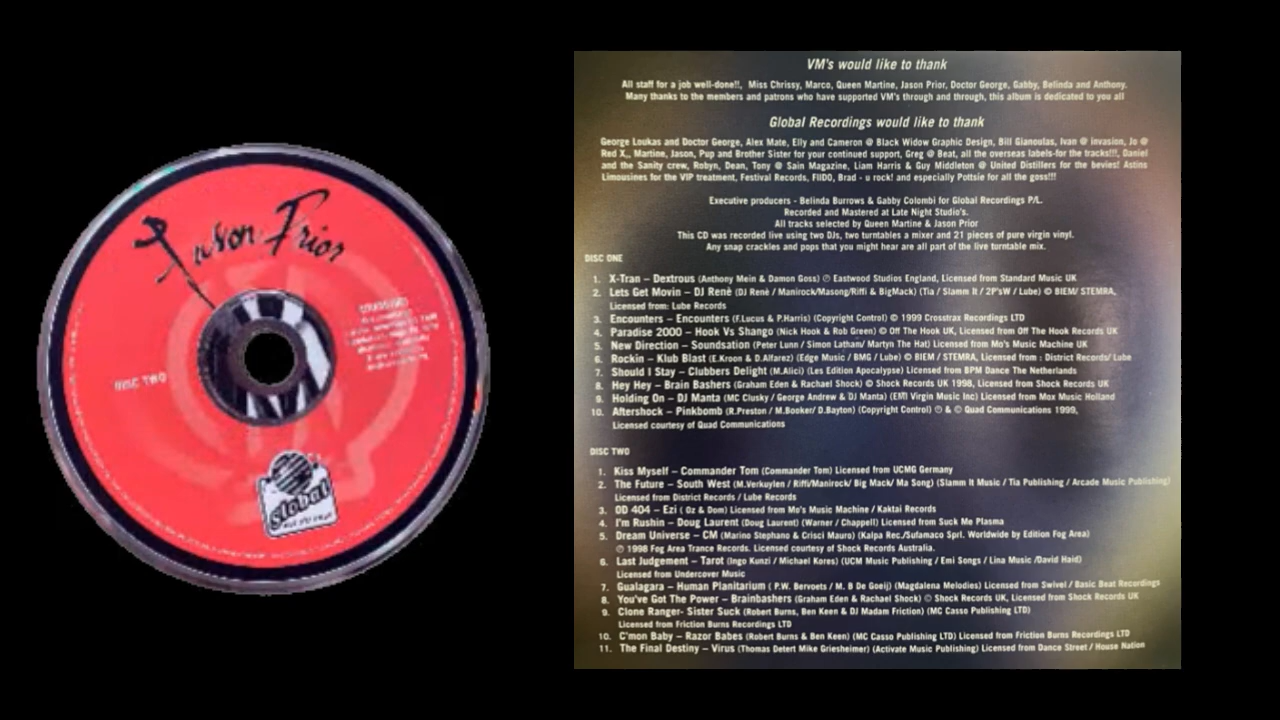 Jason Prior
DISC TWO
Global
VM's would like to thank
All staff for a job well-done!!, Miss Chrissy, Marco, Queen Martine, Jason Prior, Doctor George, Gabby, Belinda and Anthony.
Many thanks to the members and patrons who have supported VM's through and through, this album is dedicated to you all
Global Recordings would like to thank
George Loukas and Doctor George, Alex Mate, Elly and Cameron @ Black Widow Graphic Design, Bill Gianoutas, Ivan @ invasion, Jo @
Red X,, Martine, Jason, Pup and Brother Sister for your continued support, Greg @ Beat, all the overseas labels-for the tracks!!!, Daniel
and the Sanity crew, Robyn, Dean, Tony @ Sain Magazine, Liam Harris & Guy Middleton @ United Distillers for the bevies! Astins
Limousines for the VIP treatment, Festival Records, FIIDO, Brad - u rock! and especially Pottsie for all the goss!!!
Executive producers - Belinda Burrows & Gabby Colombi for Global Recordings P/L.
Recorded and Mastered at Late Night Studio's.
All tracks selected by Queen Martine & Jason Prior
This CD was recorded live using two DJs, two turntables a mixer and 21 pieces of pure virgin vinyl.
Any snap crackles and pops that you might hear are all part of the live turntable mix.
DISC ONE
1. X-Tran – Dextrous (Anthony Mein & Damon Goss) ℗ Eastwood Studios England, Licensed from Standard Music UK
2. Lets Get Movin – DJ Renè (DJ Renè / Manirock/Masong/Riffi & BigMack) (Tia / Slamm It / 2P'sW / Lube) © BIEM/ STEMRA,
Licensed from: Lube Records
3. Encounters – Encounters (F.Lucus & P.Harris) (Copyright Control) © 1999 Crosstrax Recordings LTD
4. Paradise 2000 – Hook Vs Shango (Nick Hook & Rob Green) © Off The Hook UK, Licensed from Off The Hook Records UK
5. New Direction – Soundsation (Peter Lunn / Simon Latham/ Martyn The Hat) Licensed from Mo's Music Machine UK
6. Rockin – Klub Blast (E.Kroon & D.Alfarez) (Edge Music / BMG / Lube) © BIEM / STEMRA, Licensed from : District Records/ Lube
7. Should I Stay – Clubbers Delight (M.Alici) (Les Edition Apocalypse) Licensed from BPM Dance The Netherlands
8. Hey Hey – Brain Bashers (Graham Eden & Rachael Shock) © Shock Records UK 1998, Licensed from Shock Records UK
9. Holding On – DJ Manta (MC Clusky / George Andrew & DJ Manta) (EMI Virgin Music Inc) Licensed from Mox Music Holland
10. Aftershock – Pinkbomb (R.Preston / M.Booker/ D.Bayton) (Copyright Control) ℗ & © Quad Communications 1999,
Licensed courtesy of Quad Communications
DISC TWO
1. Kiss Myself – Commander Tom (Commander Tom) Licensed from UCMG Germany
2. The Future – South West (M.Verkuylen / Riffi/Manirock/ Big Mack/ Ma Song) (Slamm It Music / Tia Publishing / Arcade Music Publishing)
Licensed from District Records / Lube Records
3. OD 404 – Ezi ( Oz & Dom) Licensed from Mo's Music Machine / Kaktai Records
4. I'm Rushin – Doug Laurent (Doug Laurent) (Warner / Chappell) Licensed from Suck Me Plasma
5. Dream Universe – CM (Marino Stephano & Crisci Mauro) (Kalpa Rec./Sufamaco Sprl. Worldwide by Edition Fog Area)
℗ 1998 Fog Area Trance Records. Licensed courtesy of Shock Records Australia.
6. Last Judgement – Tarot (Ingo Kunzi / Michael Kores) (UCM Music Publishing / Emi Songs / Lina Music /David Haid)
Licensed from Undercover Music
7. Gualagara – Human Planitarium ( P.W. Bervoets / M. B De Goeij) (Magdalena Melodies) Licensed from Swivel / Basic Beat Recordings
8. You've Got The Power – Brainbashers (Graham Eden & Rachael Shock) © Shock Records UK, Licensed from Shock Records UK
9. Clone Ranger- Sister Suck (Robert Burns, Ben Keen & DJ Madam Friction) (MC Casso Publishing LTD)
Licensed from Friction Burns Recordings LTD
10. C'mon Baby – Razor Babes (Robert Burns & Ben Keen) (MC Casso Publishing LTD) Licensed from Friction Burns Recordings LTD
11. The Final Destiny – Virus (Thomas Detert Mike Griesheimer) (Activate Music Publishing) Licensed from Dance Street / House Nation